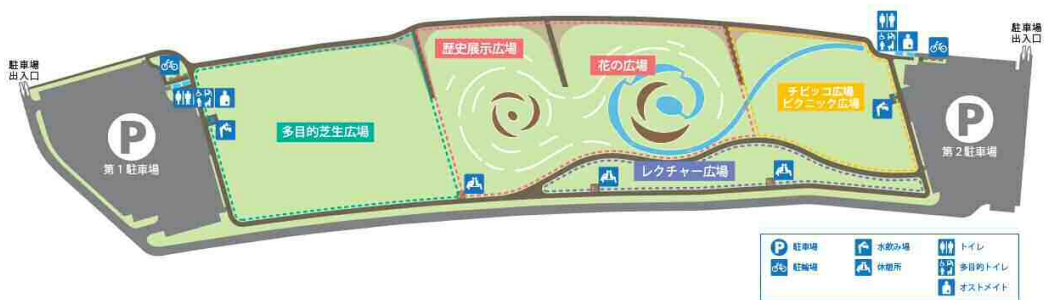 駐車場
出入口
P
第1駐車場
多目的芝生広場
歴史展示広場
花の広場
チビッコ広場
ピクニック広場
レクチャー広場
駐車場
出入口
P
第2駐車場
P 駐車場
水飲み場
トイレ
駐輪場
休憩所
多目的トイレ
オストメイト